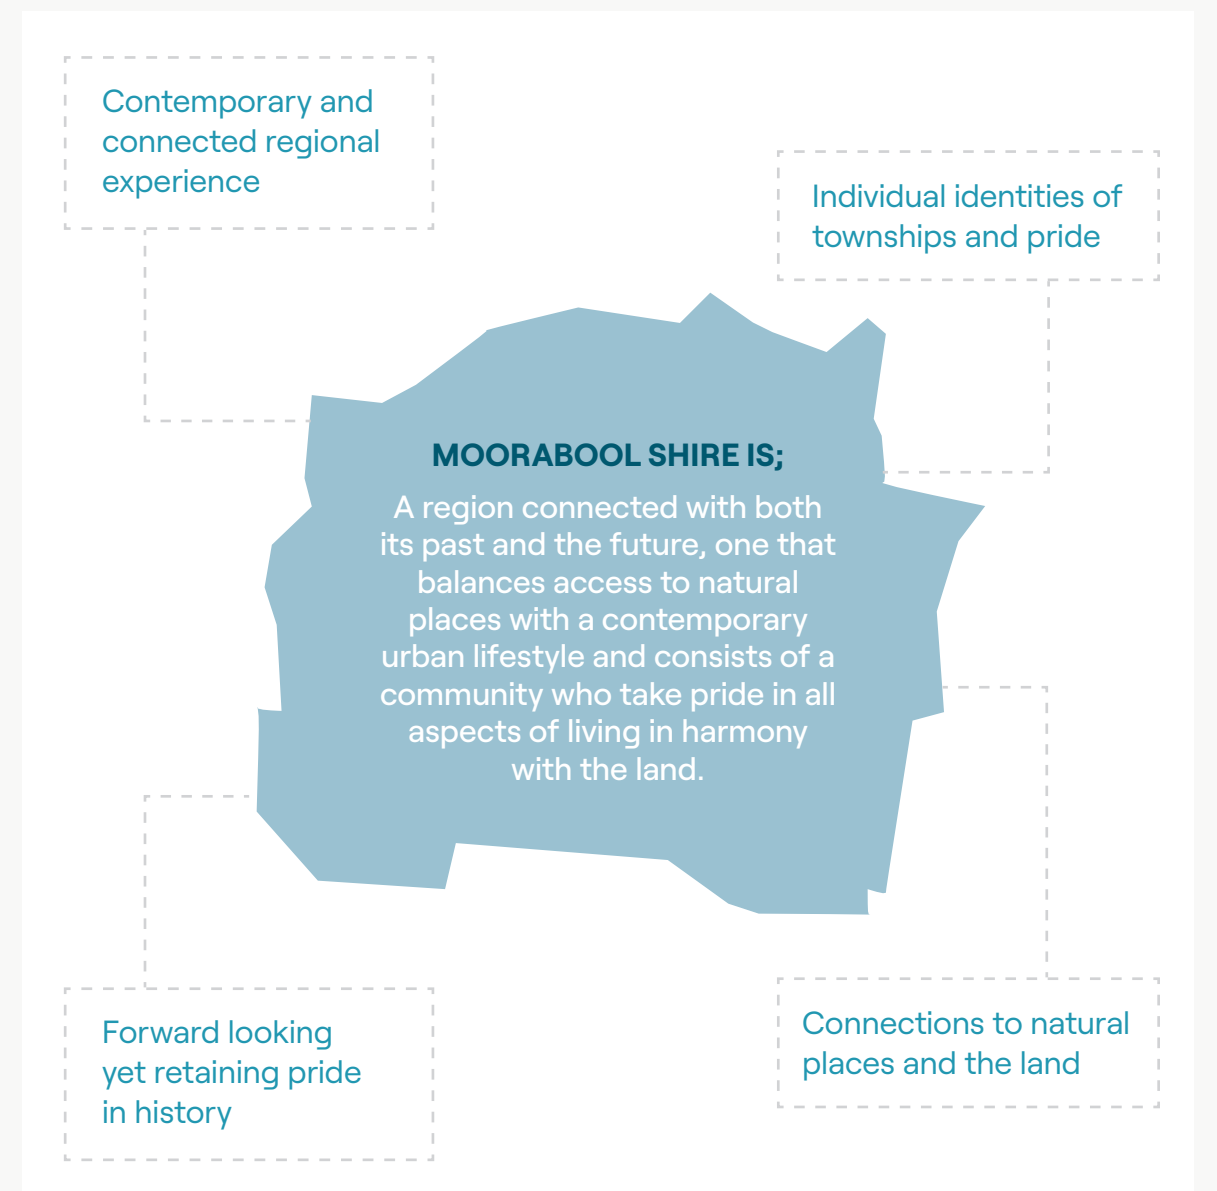 Contemporary and
connected regional
experience
Individual identities of
townships and pride
MOORABOOL SHIRE IS;
A region connected with both
its past and the future, one that
balances access to natural
places with a contemporary
urban lifestyle and consists of a
community who take pride in all
aspects of living in harmony
with the land.
Forward looking
yet retaining pride
in history
Connections to natural
places and the land